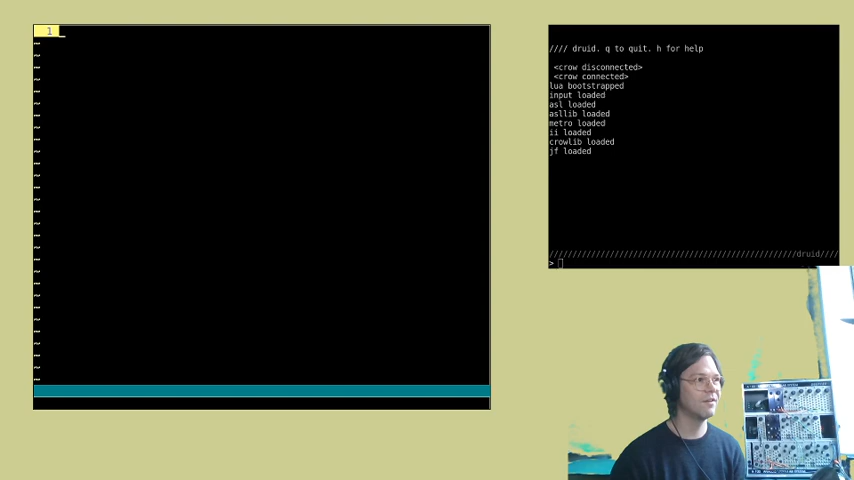 1
//// druid. q to quit. h for help
<crow disconnected>
<crow connected>
lua bootstrapped
input loaded
asl loaded
asllib loaded
metro loaded
ii loaded
crowlib loaded
jf loaded
//////////////////////////////////////////////////////druid////
>